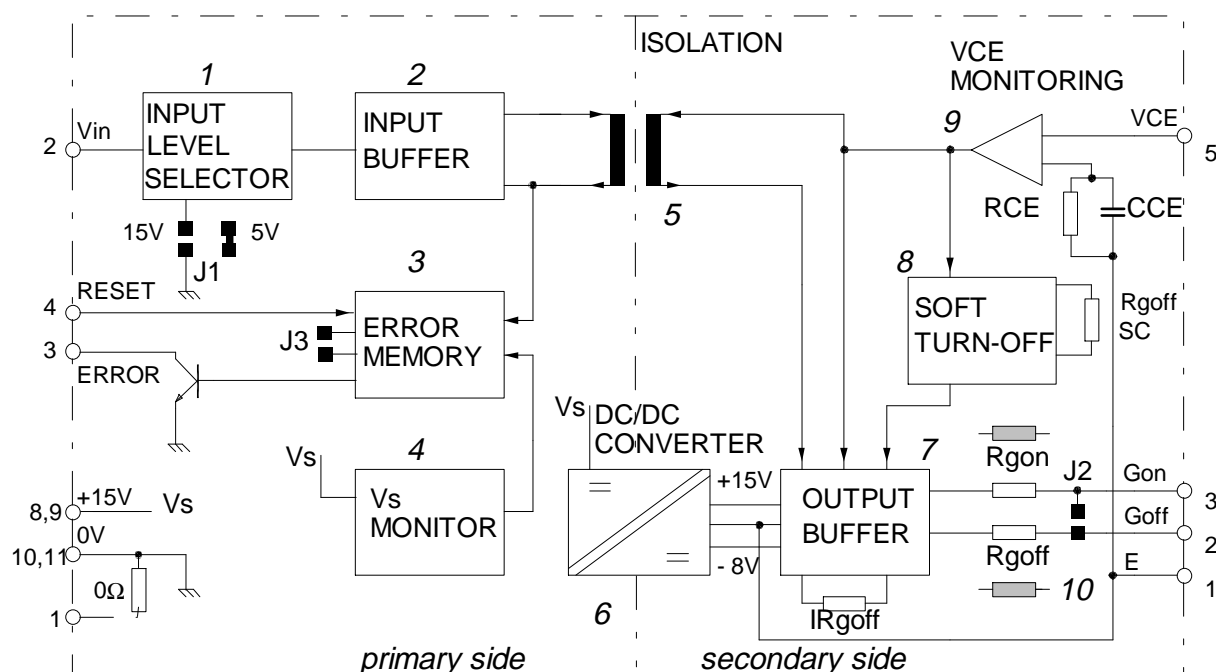 ISOLATION
1
2
VCE
MONITORING
INPUT
LEVEL
SELECTOR
INPUT
BUFFER
9
VCE
2
Vin
5
5
RCE
CCE
15V
5V
J1
3
8
4
RESET
ERROR
MEMORY
J3
SOFT
TURN-OFF
Rgoff
SC
3
ERROR
Vs
DC/DC
CONVERTER
4
7
Vs
Vs
MONITOR
+15V
OUTPUT
BUFFER
Rgon
J2
Gon
3
8,9
+15V
Vs
0V
10,11
Rgoff
Goff
2
- 8V
E
1
0Ω
6
IRgoff
10
1
primary side
secondary side